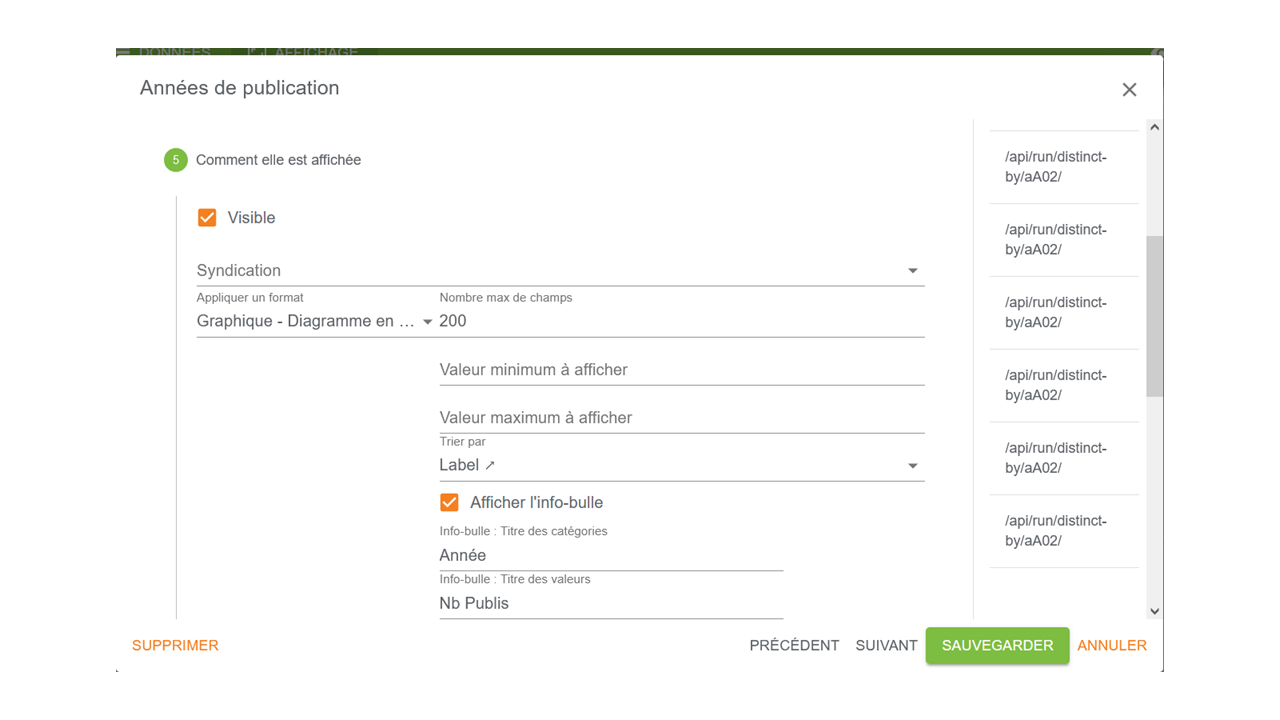 DONNÉES AFFICHAGE
Années de publication
5 Comment elle est affichée
Visible
Syndication
Appliquer un format Nombre max de champs
Graphique - Diagramme en ... 200
Valeur minimum à afficher
Valeur maximum à afficher
Trier par
Label ↗
Afficher l'info-bulle
Info-bulle : Titre des catégories
Année
Info-bulle : Titre des valeurs
Nb Publis
/api/run/distinct-
by/aA02/
/api/run/distinct-
by/aA02/
/api/run/distinct-
by/aA02/
/api/run/distinct-
by/aA02/
/api/run/distinct-
by/aA02/
/api/run/distinct-
by/aA02/
SUPPRIMER PRÉCÉDENT SUIVANT SAUVEGARDER ANNULER